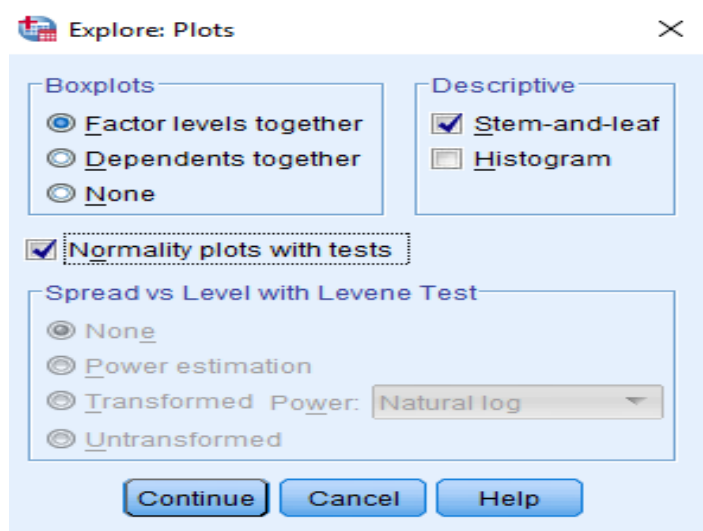 Explore: Plots
Boxplots
Factor levels together
Dependents together
None
Descriptive
Stem-and-leaf
Histogram
Normality plots with tests
Spread vs Level with Levene Test
None
Power estimation
Transformed Power: Natural log
Untransformed
Continue Cancel Help